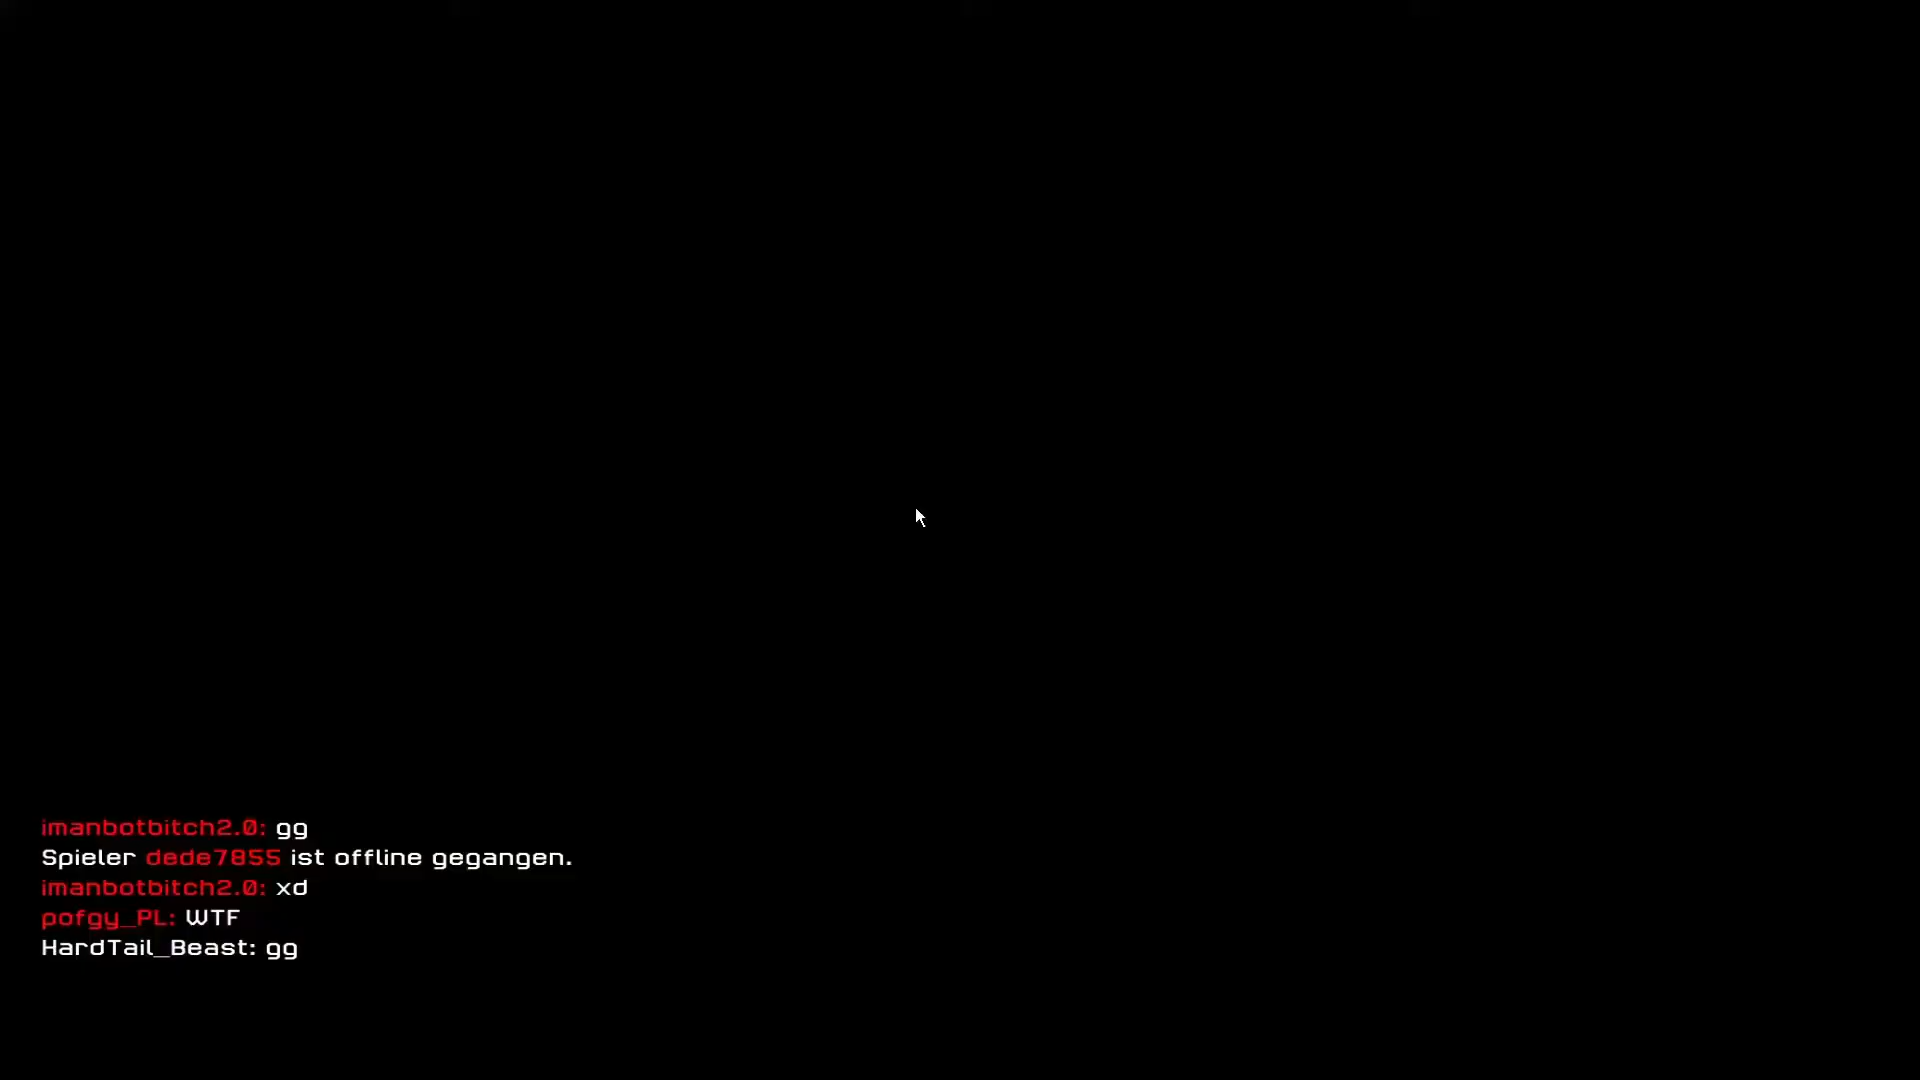 imanbotbitch2.0: gg
Spieler dede7855 ist offline gegangen.
imanbotbitch2.0: xd
pofgy_PL: WTF
HardTail_Beast: gg